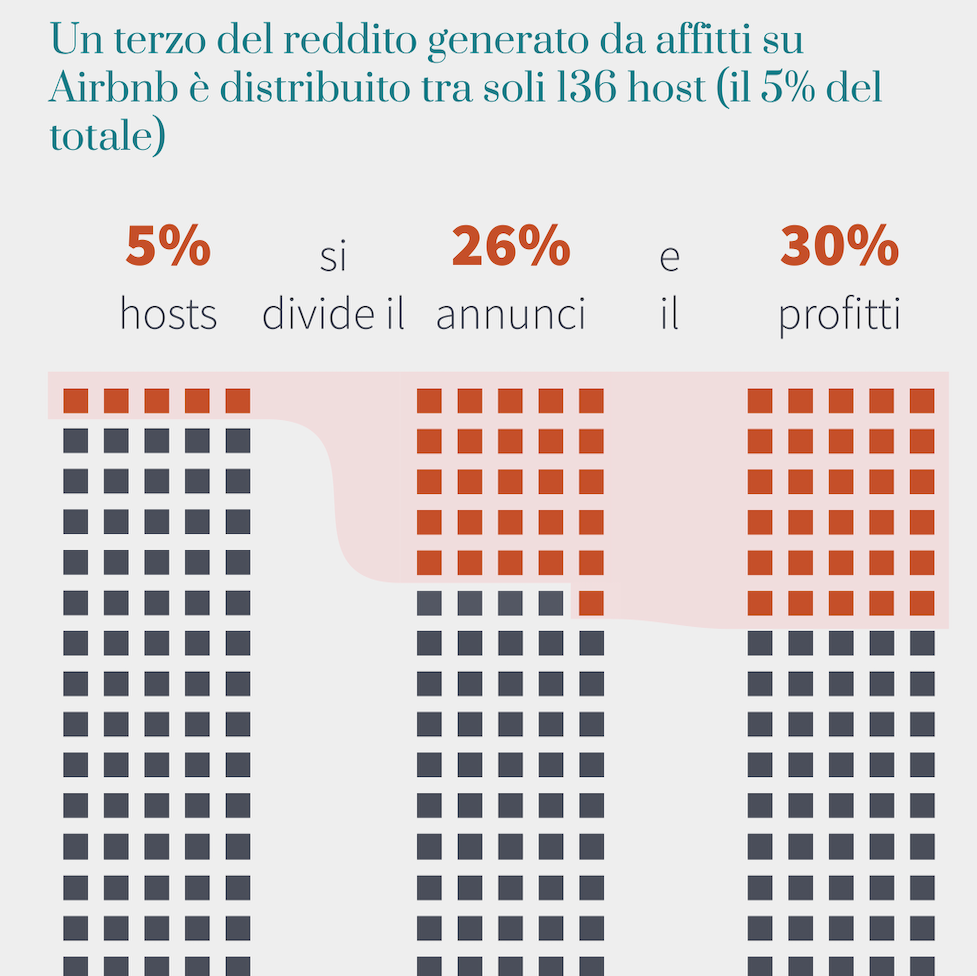 Un terzo del reddito generato da affitti su
Airbnb è distribuito tra soli 136 host (il 5% del
totale)
5% si 26% e 30%
hosts divide il annunci il profitti